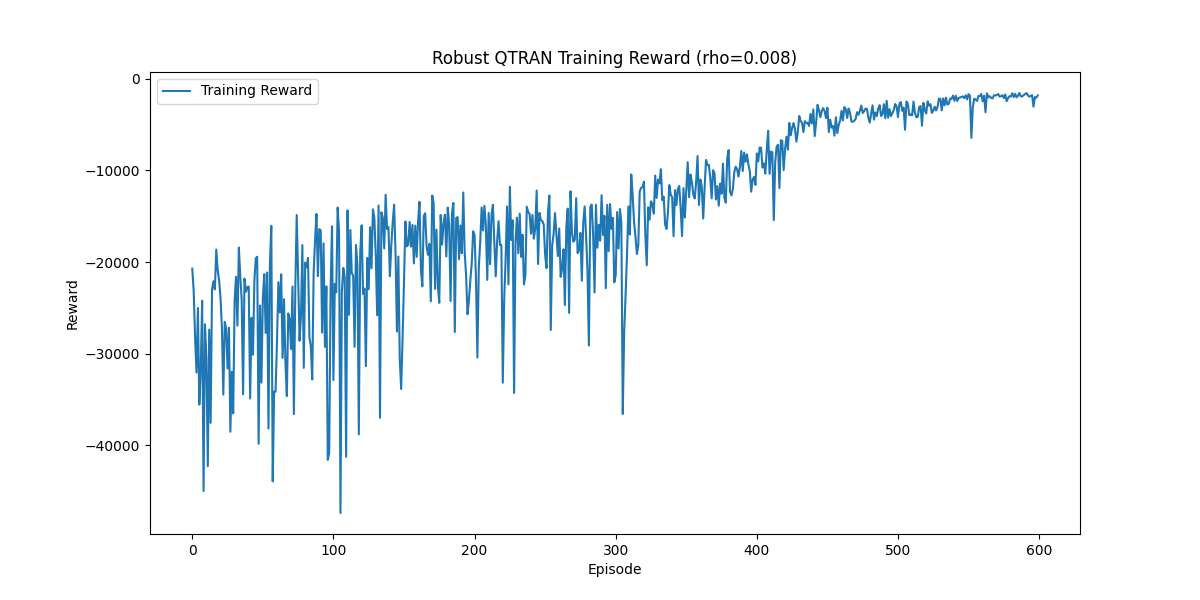 Robust QTRAN Training Reward (rho=0.008)
Training Reward
Reward
0
−10000
−20000
−30000
−40000
0 100 200 300 400 500 600
Episode